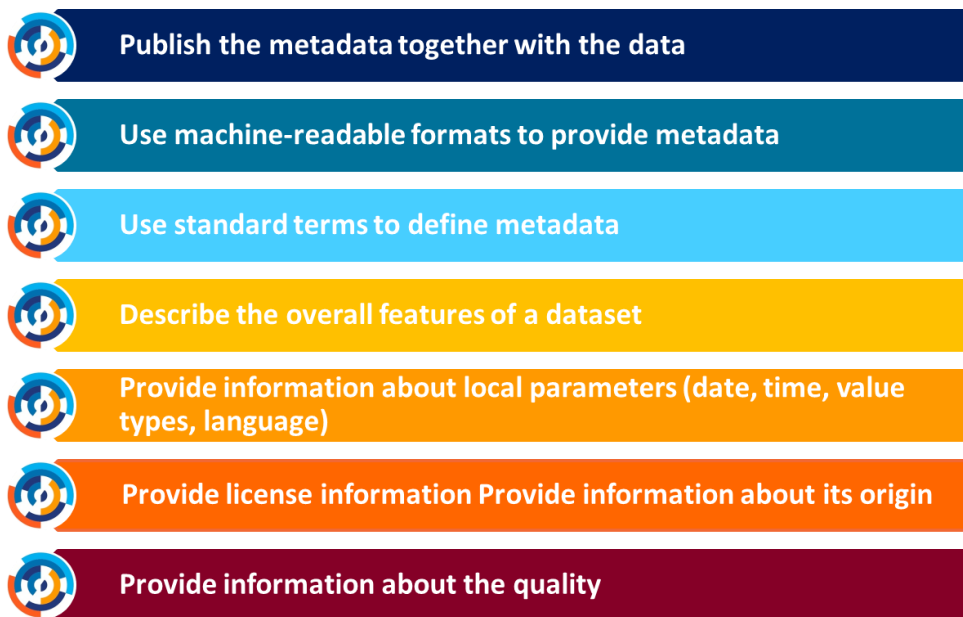 Publish the metadata together with the data
Use machine-readable formats to provide metadata
Use standard terms to define metadata
Describe the overall features of a dataset
Provide information about local parameters (date, time, value
types, language)
Provide license information Provide information about its origin
Provide information about the quality